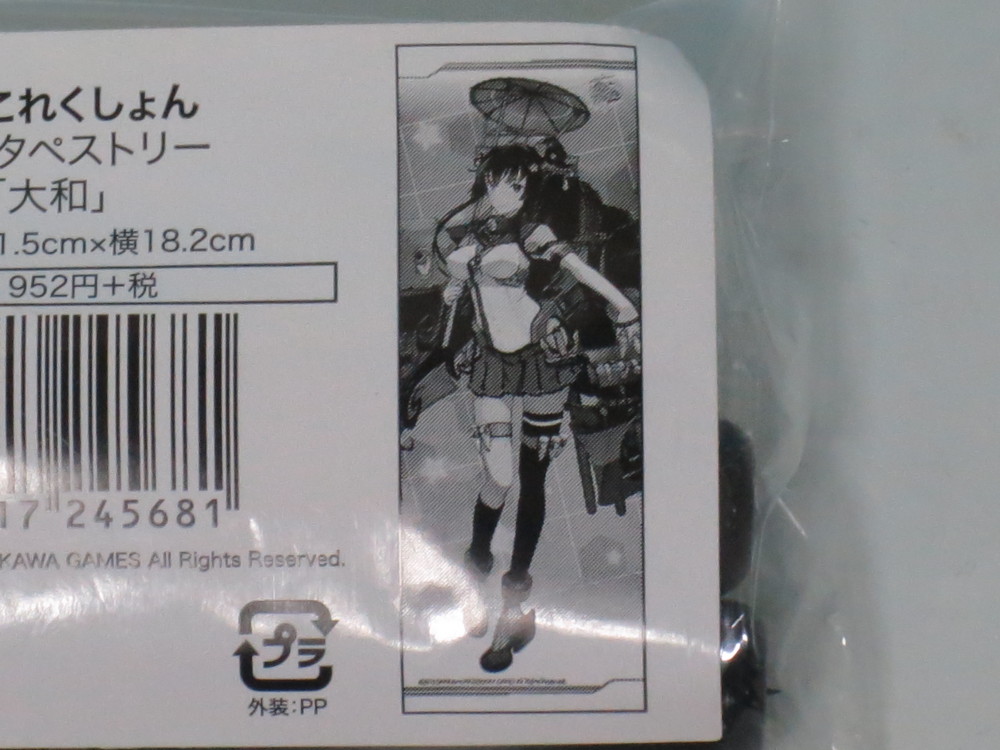 これくしょん
タペストリー
「大和」
1.5cm×横18.2cm
952円+税
17 245681
KAWA GAMES All Rights Reserved.
プラ
外装:PP